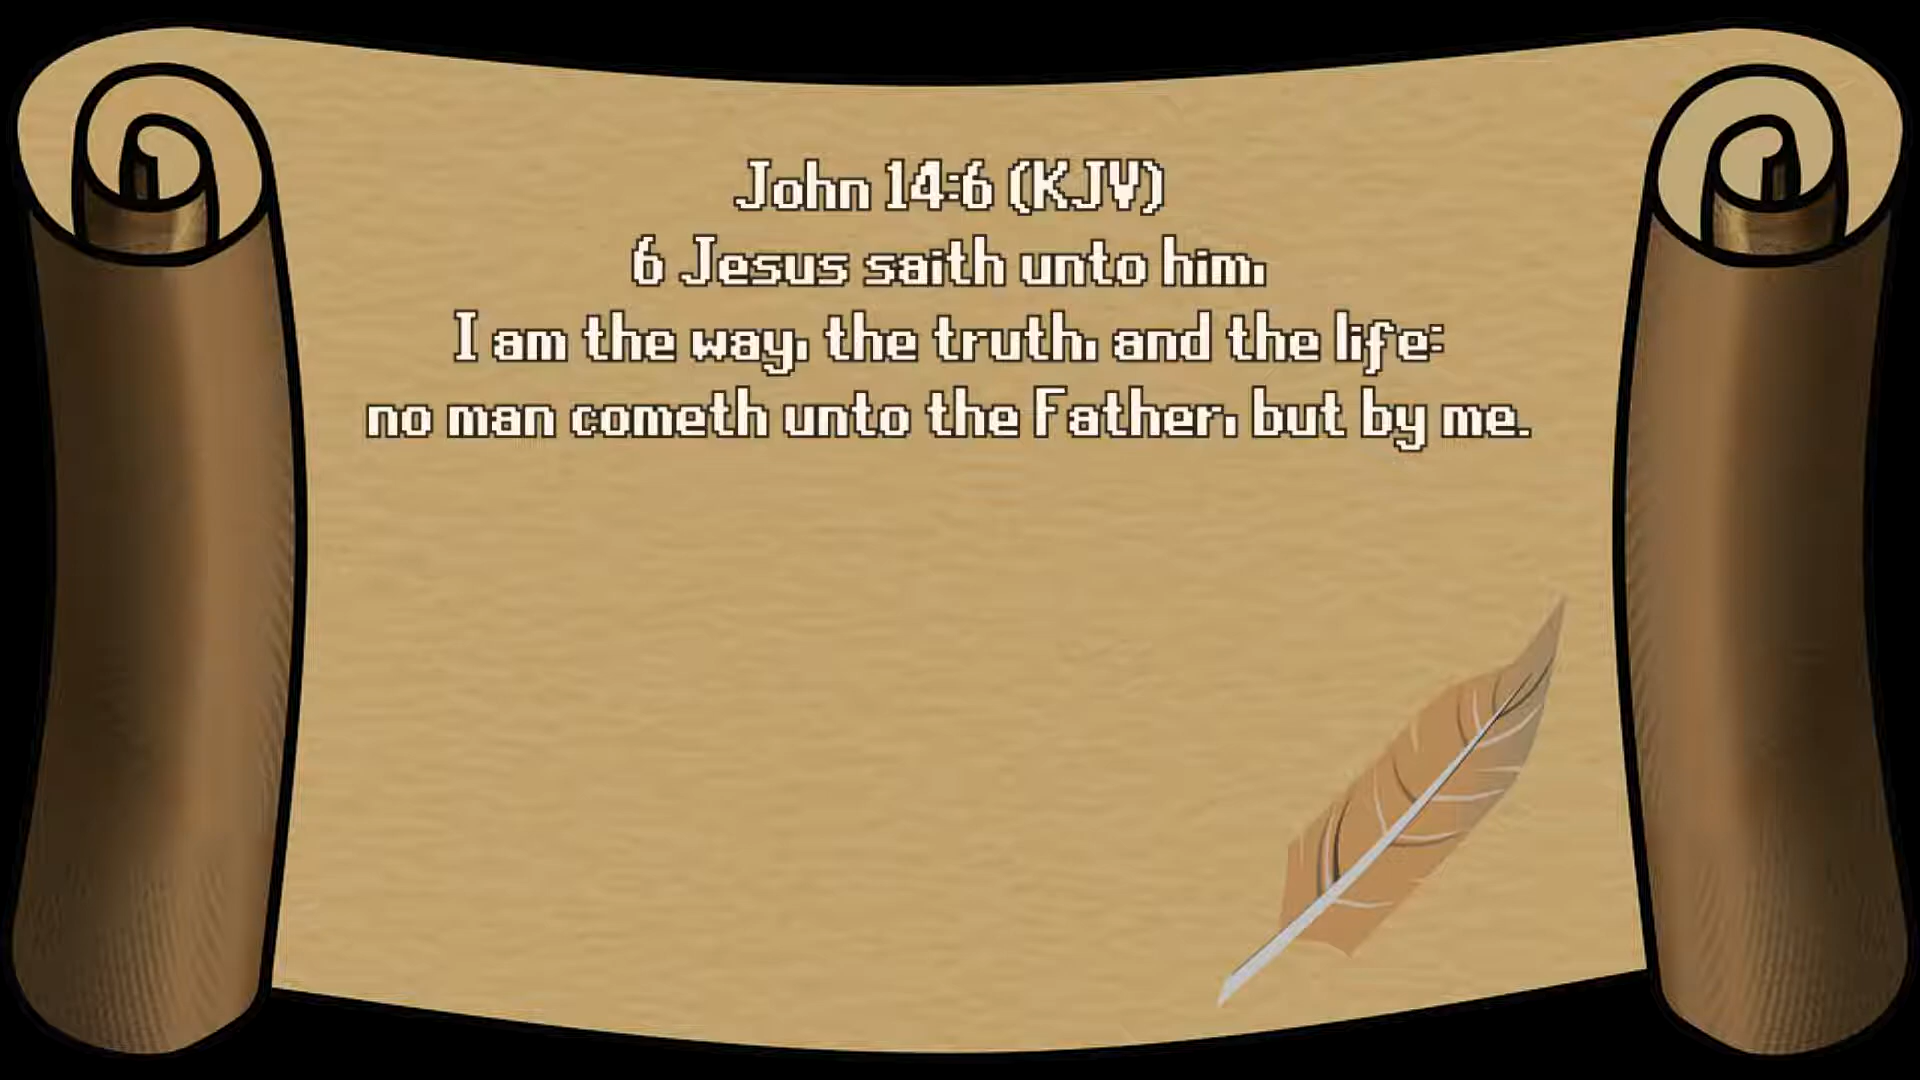 John 14:6 (KJV)
6 Jesus saith unto him,
I am the way, the truth, and the life:
no man cometh unto the Father, but by me.